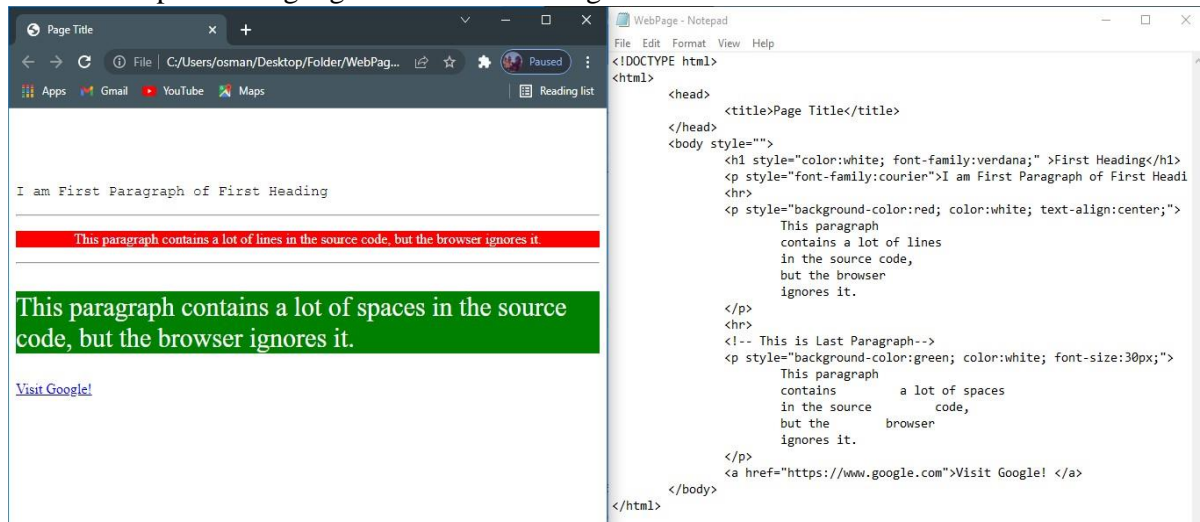 Page Title
File C:/Users/osman/Desktop/Folder/WebPag... Paused
Apps Gmail YouTube Maps Reading list
I am First Paragraph of First Heading
This paragraph contains a lot of lines in the source code, but the browser ignores it.
This paragraph contains a lot of spaces in the source
code, but the browser ignores it.
Visit Google!
WebPage - Notepad
File Edit Format View Help
<!DOCTYPE html>
<html>
<head>
<title>Page Title</title>
</head>
<body style="">
<h1 style="color:white; font-family:verdana;" >First Heading</h1>
<p style="font-family:courier">I am First Paragraph of First Headi
<hr>
<p style="background-color:red; color:white; text-align:center;">
This paragraph
contains a lot of lines
in the source code,
but the browser
ignores it.
</p>
<hr>
<!-- This is Last Paragraph-->
<p style="background-color:green; color:white; font-size:30px;">
This paragraph
contains a lot of spaces
in the source code,
but the browser
ignores it.
</p>
<a href="https://www.google.com">Visit Google! </a>
</body>
</html>